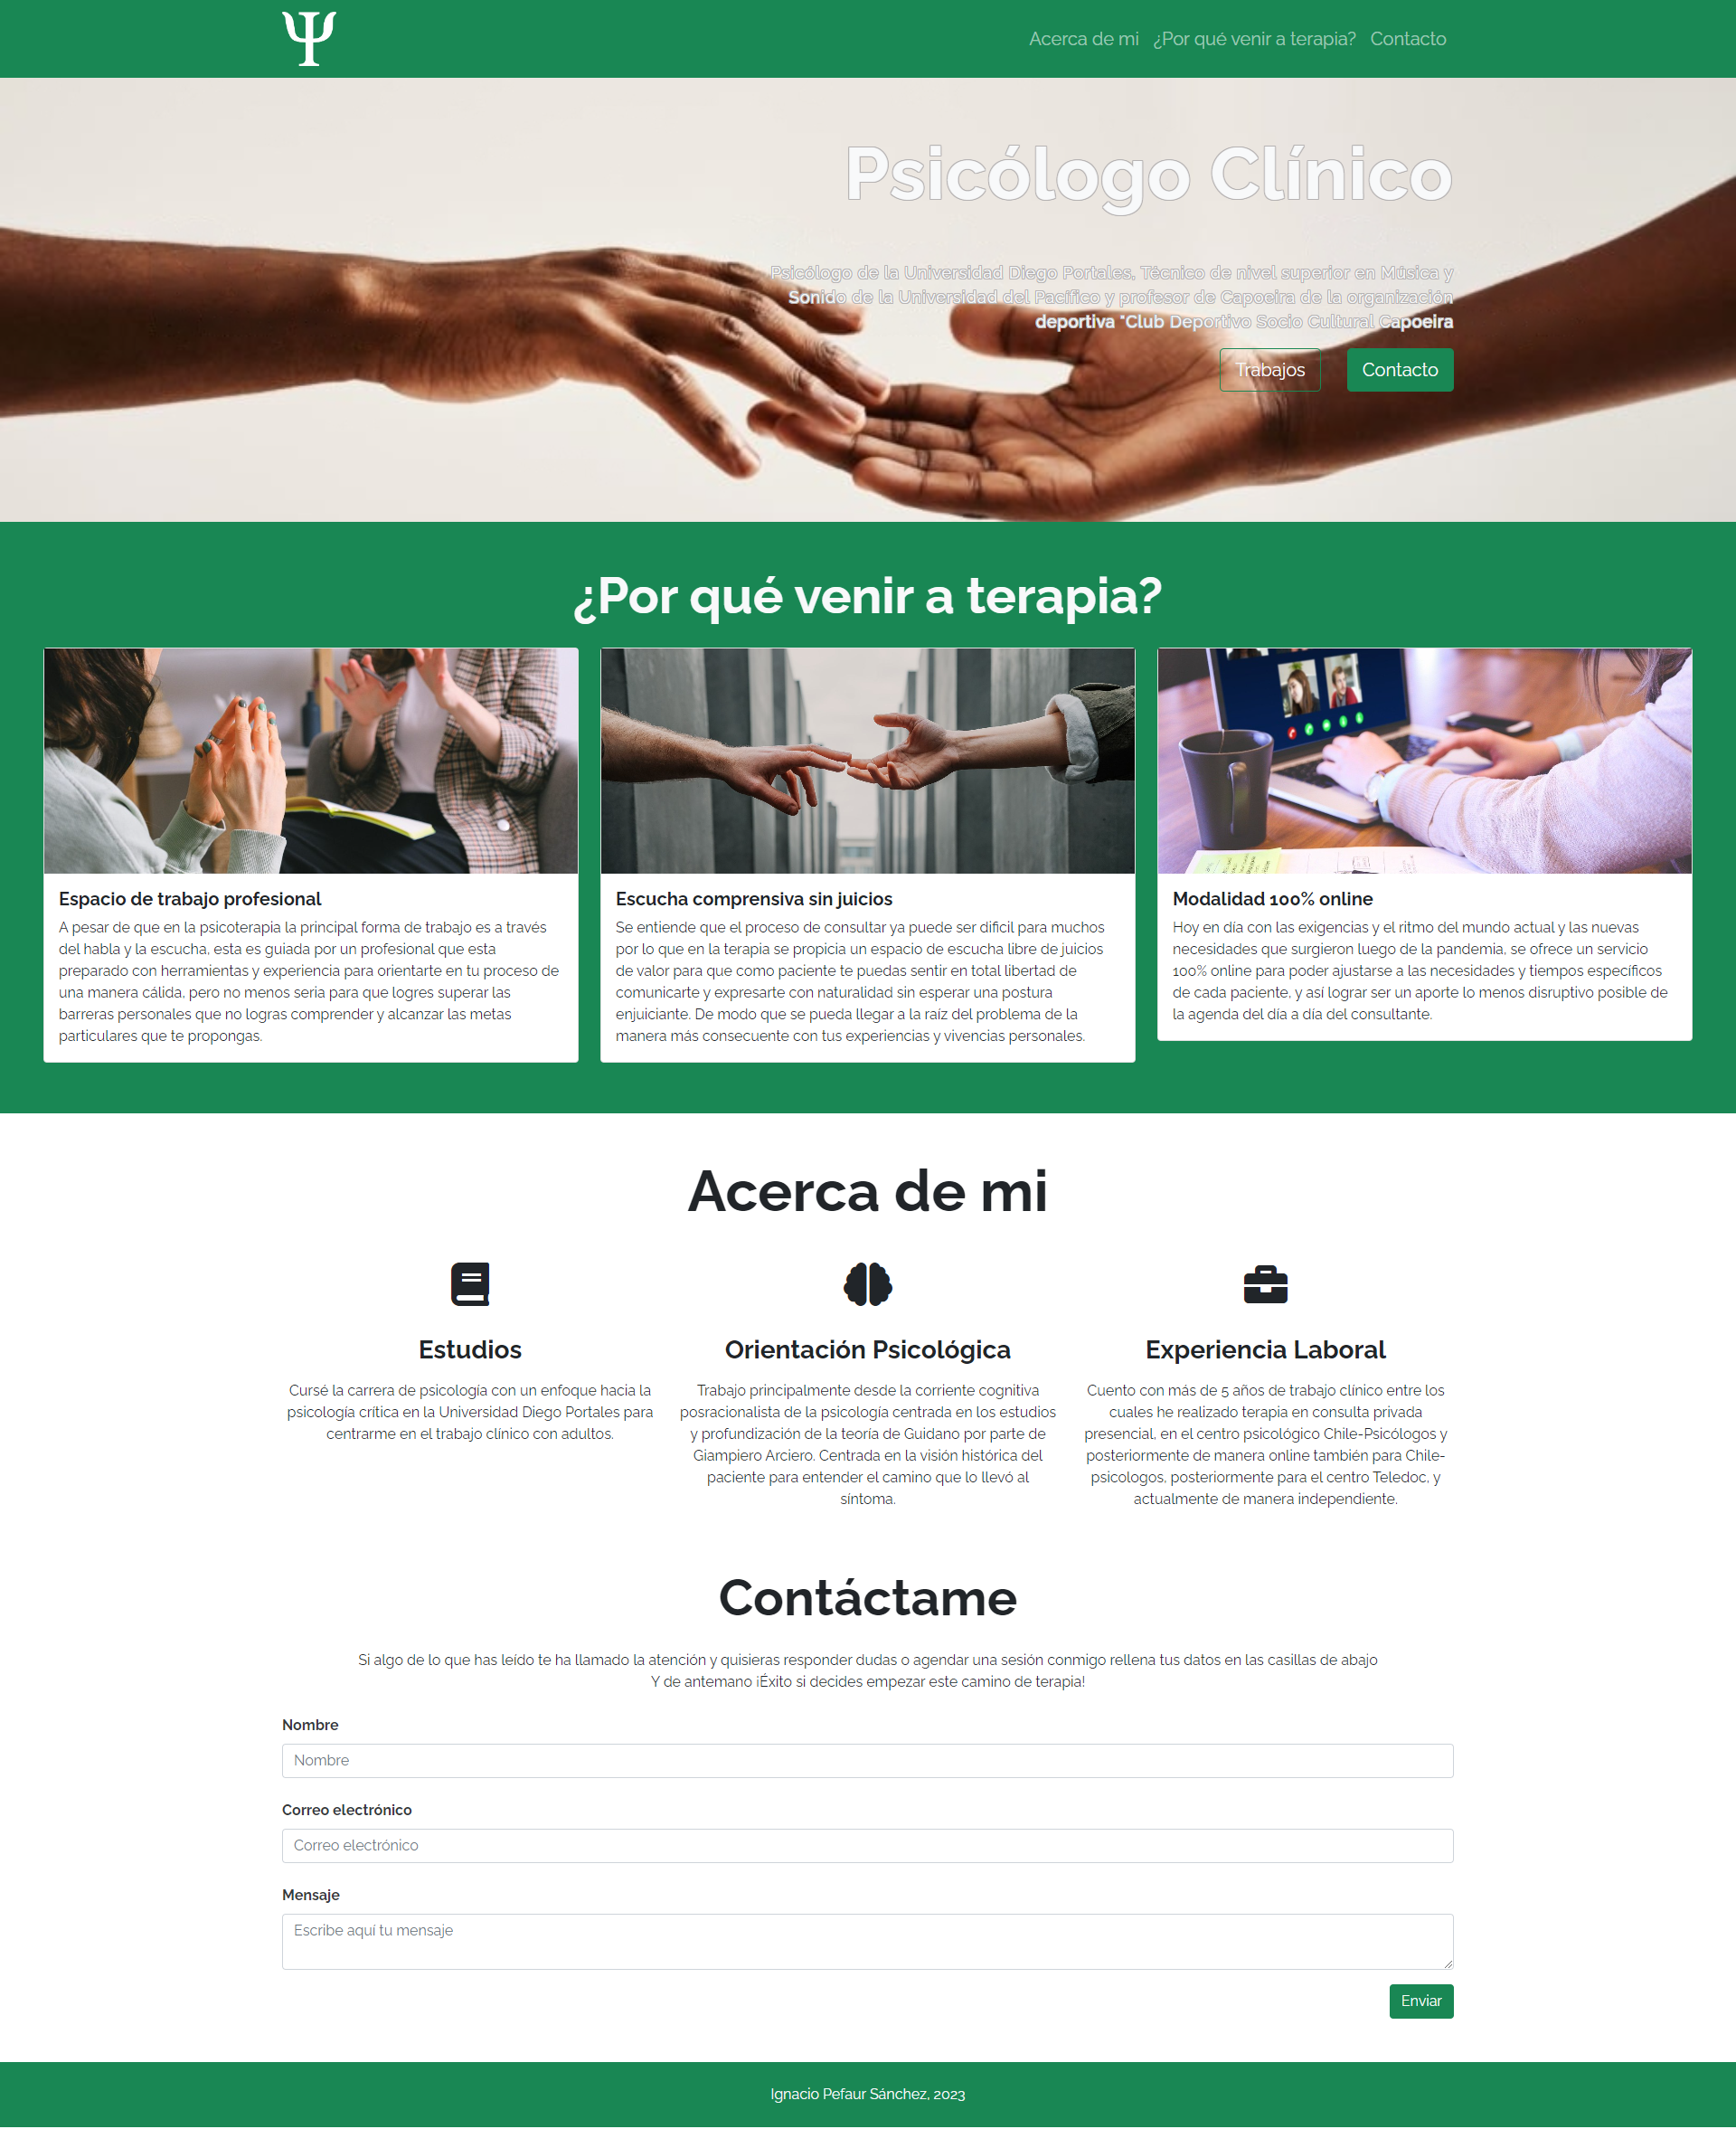 Ψ
Acerca de mi ¿Por qué venir a terapia? Contacto
Psicólogo Clínico
Psicólogo de la Universidad Diego Portales, Técnico de nivel superior en Música y
Sonido de la Universidad del Pacífico y profesor de Capoeira de la organización
deportiva "Club Deportivo Socio Cultural Capoeira
Trabajos Contacto
¿Por qué venir a terapia?
Espacio de trabajo profesional
A pesar de que en la psicoterapia la principal forma de trabajo es a través
del habla y la escucha, esta es guiada por un profesional que esta
preparado con herramientas y experiencia para orientarte en tu proceso de
una manera cálida, pero no menos seria para que logres superar las
barreras personales que no logras comprender y alcanzar las metas
particulares que te propongas.
Escucha comprensiva sin juicios
Se entiende que el proceso de consultar ya puede ser dificil para muchos
por lo que en la terapia se propicia un espacio de escucha libre de juicios
de valor para que como paciente te puedas sentir en total libertad de
comunicarte y expresarte con naturalidad sin esperar una postura
enjuiciante. De modo que se pueda llegar a la raíz del problema de la
manera más consecuente con tus experiencias y vivencias personales.
Modalidad 100% online
Hoy en día con las exigencias y el ritmo del mundo actual y las nuevas
necesidades que surgieron luego de la pandemia, se ofrece un servicio
100% online para poder ajustarse a las necesidades y tiempos específicos
de cada paciente, y así lograr ser un aporte lo menos disruptivo posible de
la agenda del día a día del consultante.
Acerca de mi
Estudios
Cursé la carrera de psicología con un enfoque hacia la
psicología crítica en la Universidad Diego Portales para
centrarme en el trabajo clínico con adultos.
Orientación Psicológica
Trabajo principalmente desde la corriente cognitiva
posracionalista de la psicología centrada en los estudios
y profundización de la teoría de Guidano por parte de
Giampiero Arciero. Centrada en la visión histórica del
paciente para entender el camino que lo llevó al
síntoma.
Experiencia Laboral
Cuento con más de 5 años de trabajo clínico entre los
cuales he realizado terapia en consulta privada
presencial, en el centro psicológico Chile-Psicólogos y
posteriormente de manera online también para Chile-
psicologos, posteriormente para el centro Teledoc, y
actualmente de manera independiente.
Contáctame
Si algo de lo que has leído te ha llamado la atención y quisieras responder dudas o agendar una sesión conmigo rellena tus datos en las casillas de abajo
Y de antemano ¡Éxito si decides empezar este camino de terapia!
Nombre
Nombre
Correo electrónico
Correo electrónico
Mensaje
Escribe aquí tu mensaje
Enviar
Ignacio Pefaur Sánchez, 2023